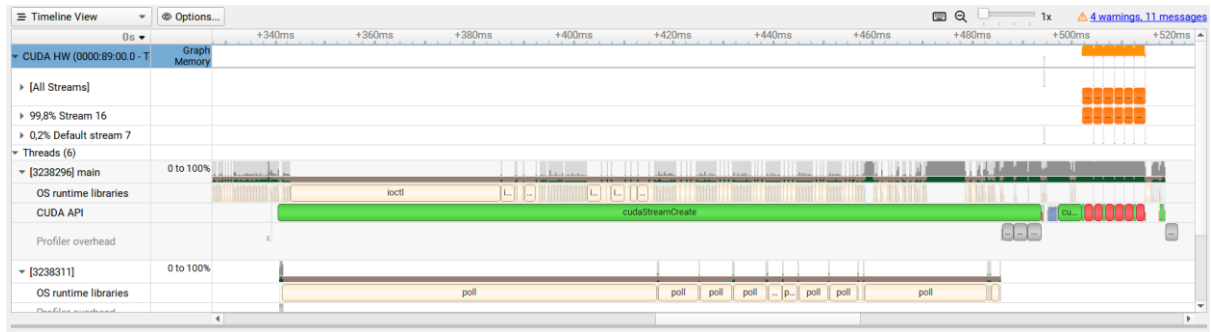 Timeline View
Options...
1x
4 warnings, 11 messages
0s
+340ms +360ms +380ms +400ms +420ms +440ms +460ms +480ms +500ms +520ms
CUDA HW (0000:89:00.0 - T
Graph
Memory
[All Streams]
99,8% Stream 16
0,2% Default stream 7
Threads (6)
[3238296] main
0 to 100%
OS runtime libraries
ioctl i... ... i... i... ...
CUDA API
cudaStreamCreate cu...
Profiler overhead
... ... ... ...
[3238311]
0 to 100%
OS runtime libraries
poll poll poll poll ... p... poll poll poll
Profiler overhead